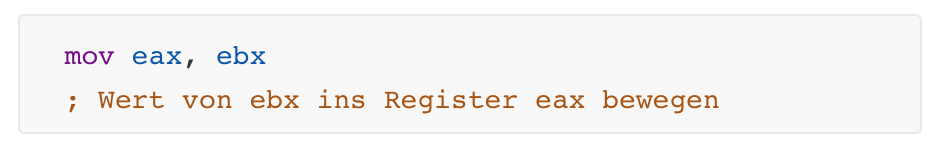 mov eax, ebx
; Wert von ebx ins Register eax bewegen